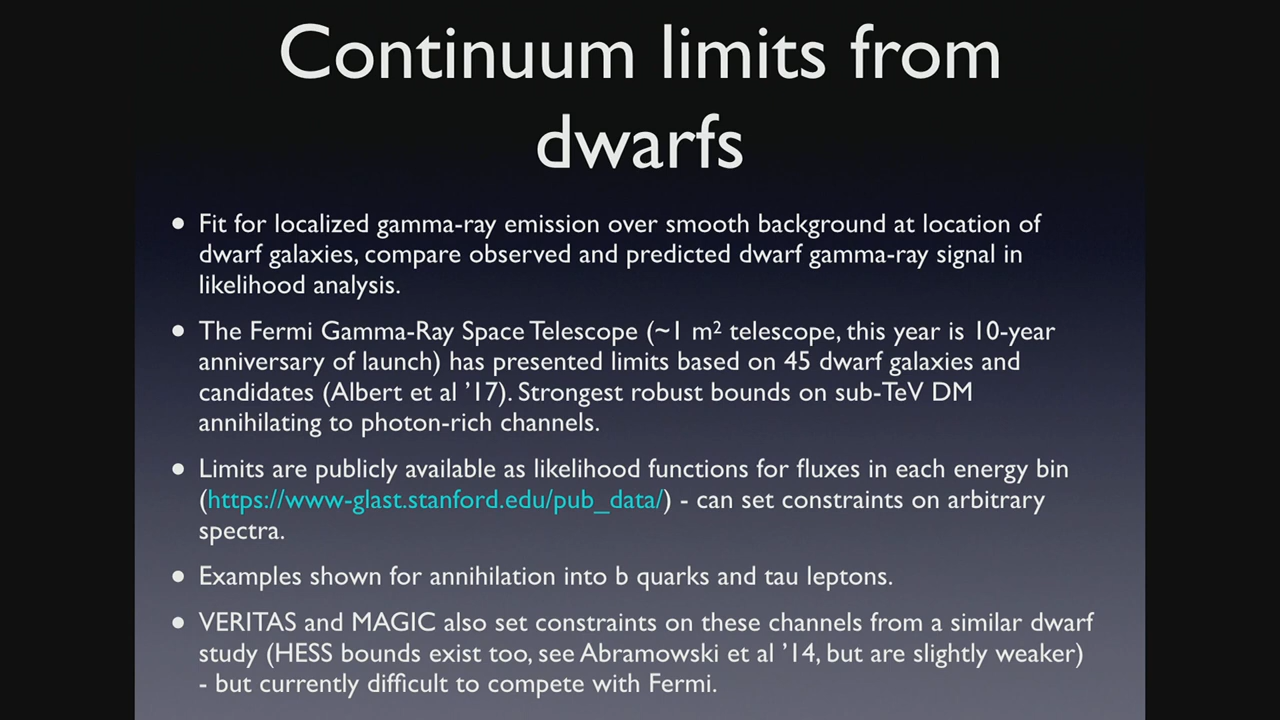 Continuum limits from
dwarfs
• Fit for localized gamma-ray emission over smooth background at location of
dwarf galaxies, compare observed and predicted dwarf gamma-ray signal in
likelihood analysis.
• The Fermi Gamma-Ray Space Telescope (~1 m² telescope, this year is 10-year
anniversary of launch) has presented limits based on 45 dwarf galaxies and
candidates (Albert et al ’17). Strongest robust bounds on sub-TeV DM
annihilating to photon-rich channels.
• Limits are publicly available as likelihood functions for fluxes in each energy bin
(https://www-glast.stanford.edu/pub_data/) - can set constraints on arbitrary
spectra.
• Examples shown for annihilation into b quarks and tau leptons.
• VERITAS and MAGIC also set constraints on these channels from a similar dwarf
study (HESS bounds exist too, see Abramowski et al ’14, but are slightly weaker)
- but currently difficult to compete with Fermi.